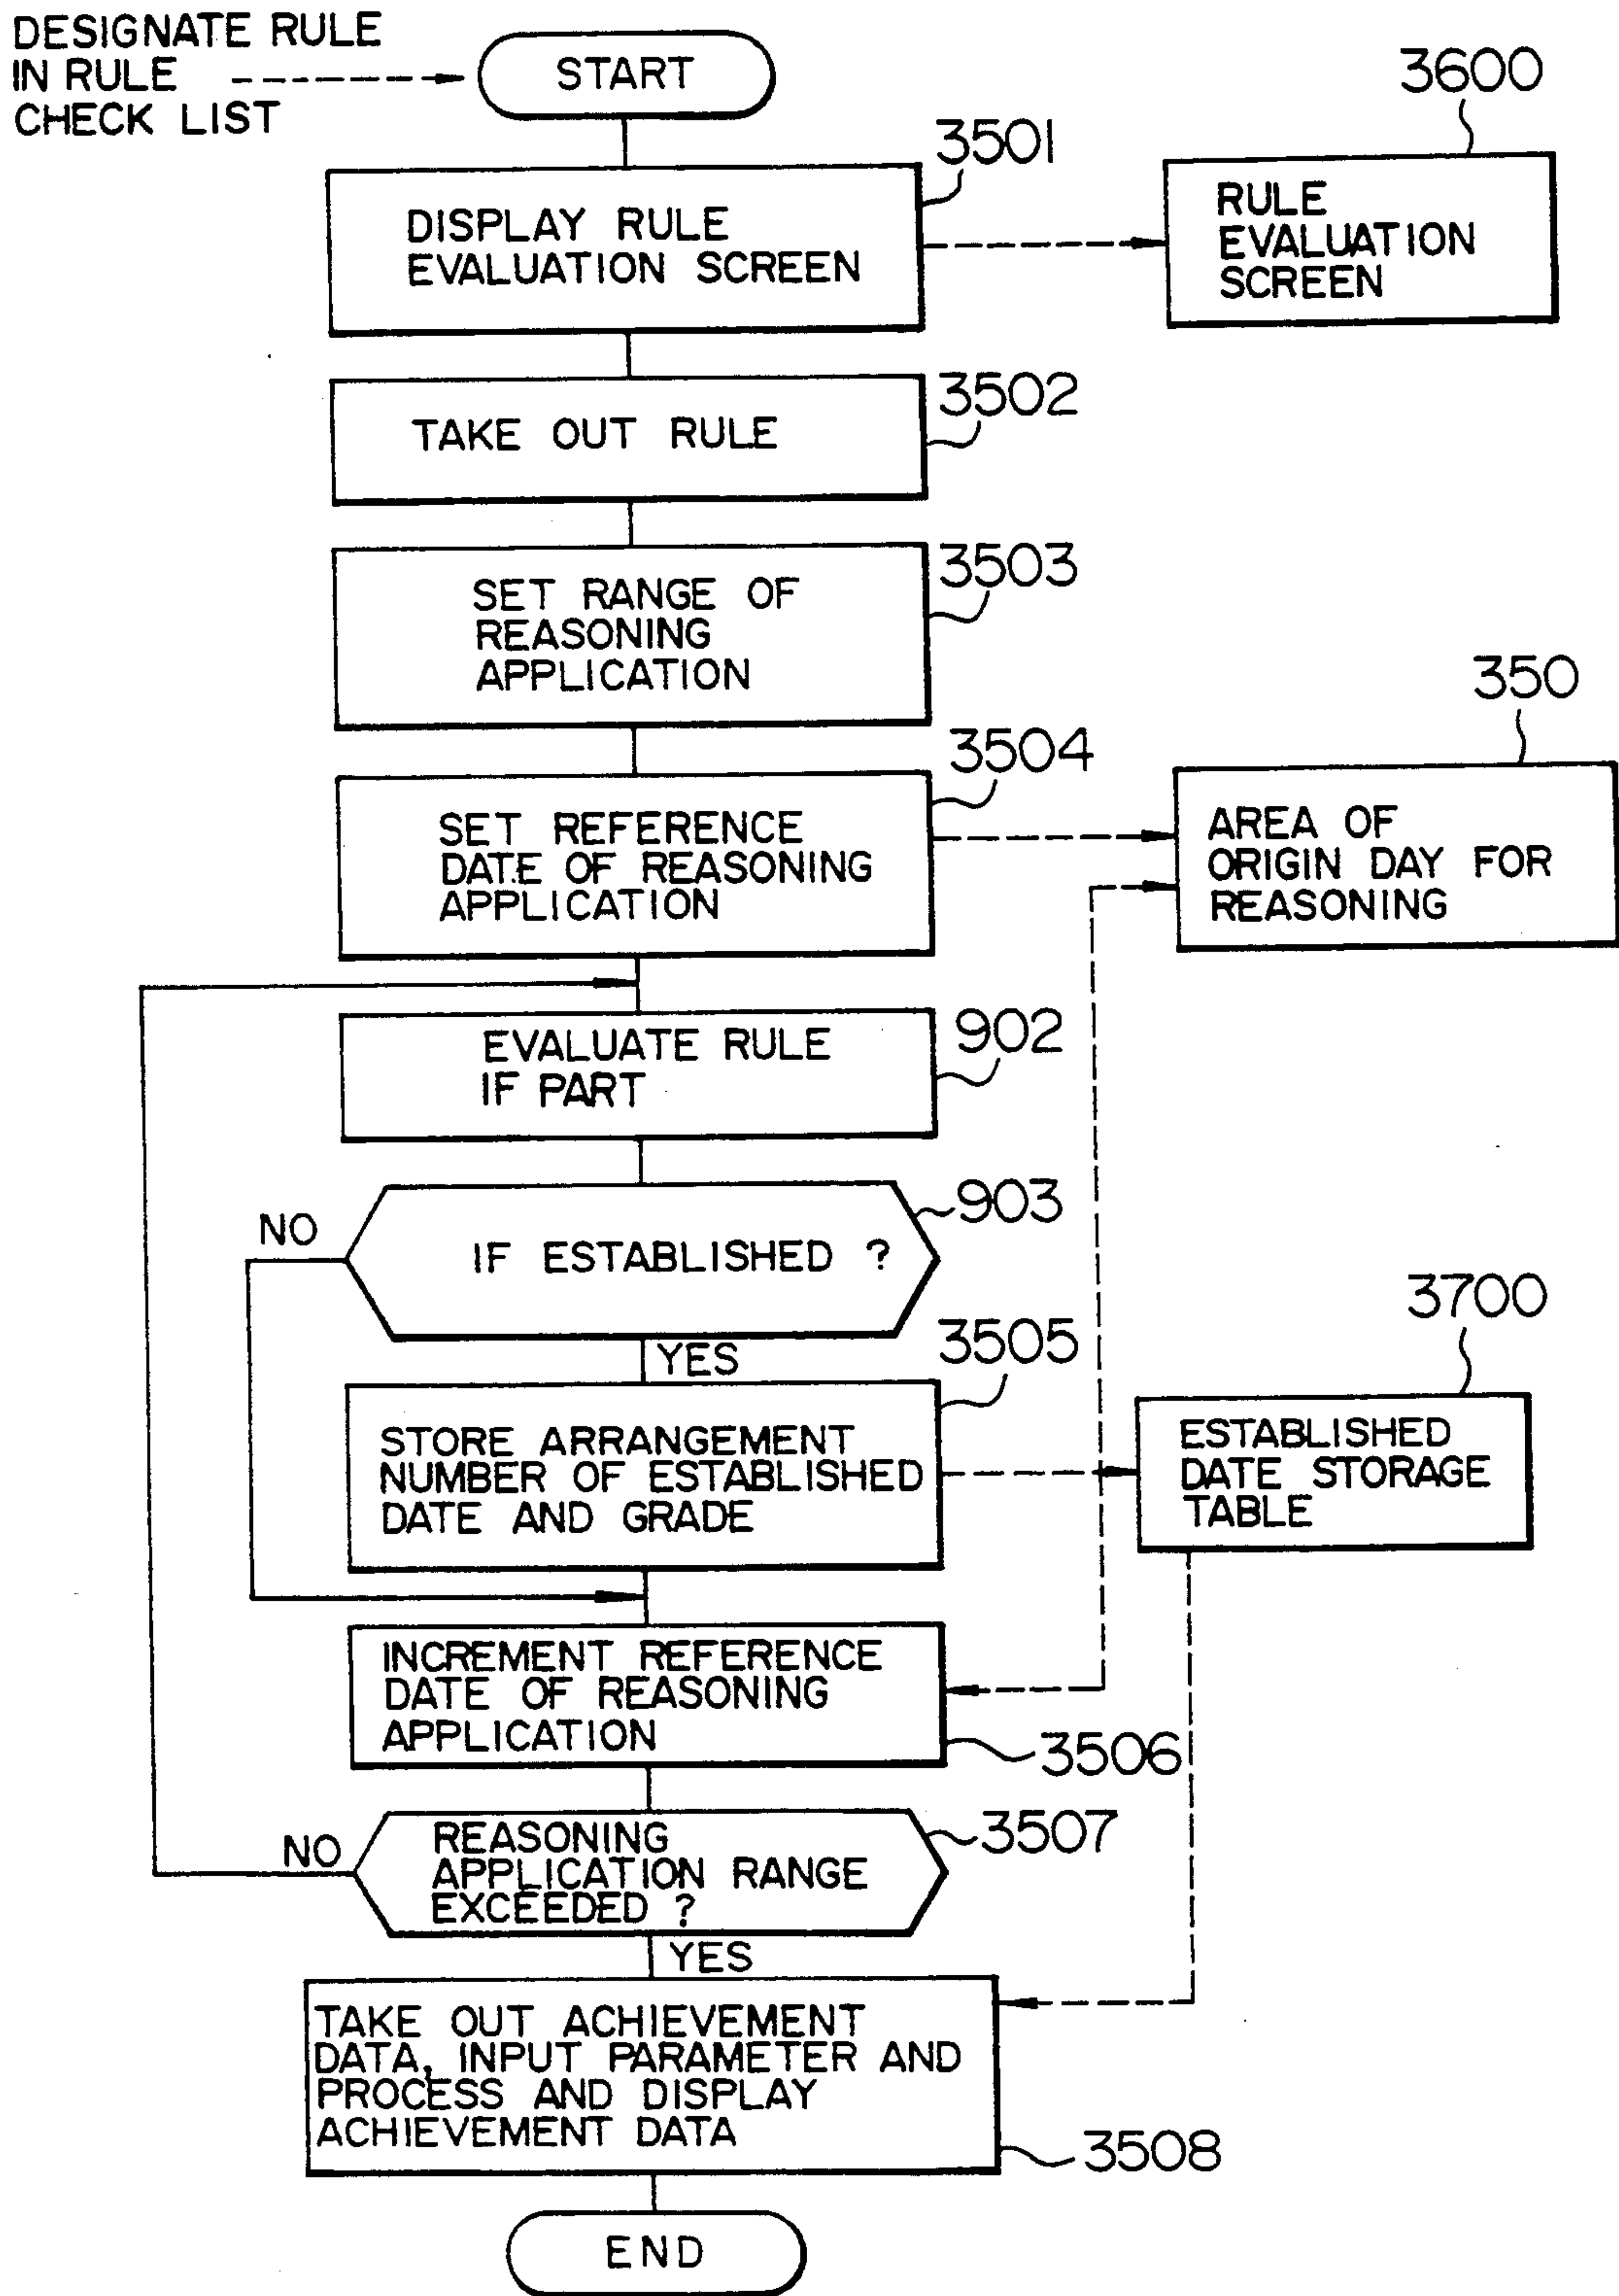 DESIGNATE RULE
IN RULE
CHECK LIST
START
3600
3501
DISPLAY RULE
EVALUATION SCREEN
RULE
EVALUATION
SCREEN
3502
TAKE OUT RULE
3503
SET RANGE OF
REASONING
APPLICATION
350
3504
SET REFERENCE
DATE OF REASONING
APPLICATION
AREA OF
ORIGIN DAY FOR
REASONING
902
EVALUATE RULE
IF PART
903
NO
IF ESTABLISHED ?
3700
YES
3505
STORE ARRANGEMENT
NUMBER OF ESTABLISHED
DATE AND GRADE
ESTABLISHED
DATE STORAGE
TABLE
INCREMENT REFERENCE
DATE OF REASONING
APPLICATION
3506
3507
NO
REASONING
APPLICATION RANGE
EXCEEDED ?
YES
TAKE OUT ACHIEVEMENT
DATA, INPUT PARAMETER AND
PROCESS AND DISPLAY
ACHIEVEMENT DATA
3508
END